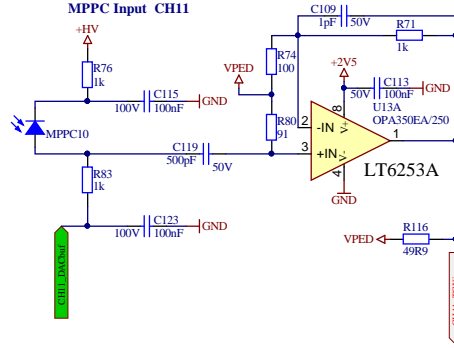 MPPC Input CH11
C109
1pF 50V
R71
1k
+HV
R76
1k
R74
100
VPED
+2V5
C113
50V 100nF
GND
C115
100V 100nF
GND
U13A
OPA350EA/250
MPPC10
R80
91
2 -IN
8
V+
1
C119
500pF
50V
3 +IN
V-
4
LT6253A
GND
R83
1k
C123
100V 100nF
GND
R116
VPED
49R9
CH11_DACbuf